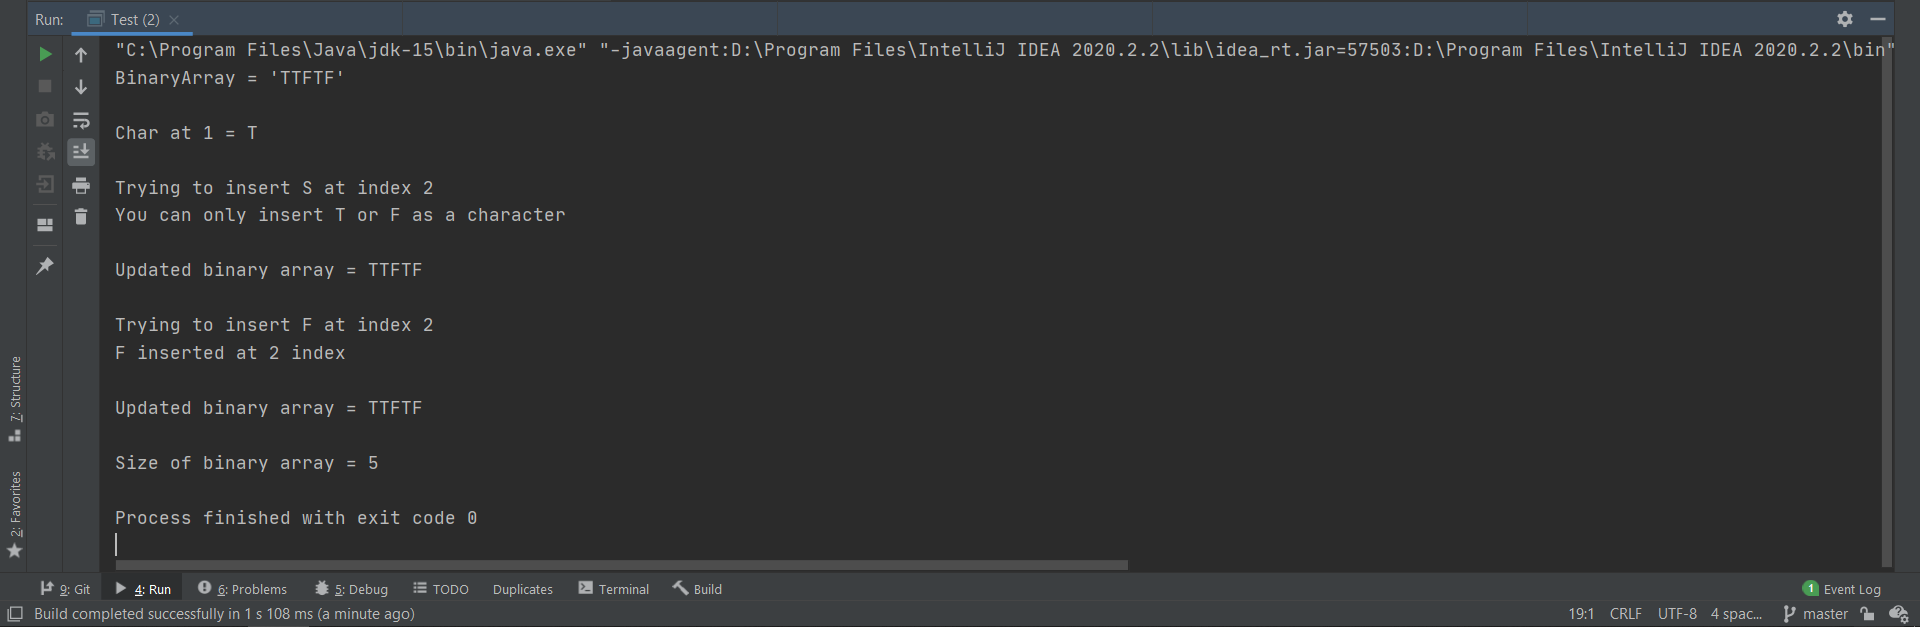 Run: Test (2)
"C:\Program Files\Java\jdk-15\bin\java.exe" "-javaagent:D:\Program Files\IntelliJ IDEA 2020.2.2\lib\idea_rt.jar=57503:D:\Program Files\IntelliJ IDEA 2020.2.2\bin"
BinaryArray = 'TTFTF'
Char at 1 = T
Trying to insert S at index 2
You can only insert T or F as a character
Updated binary array = TTFTF
Trying to insert F at index 2
F inserted at 2 index
Updated binary array = TTFTF
Size of binary array = 5
Process finished with exit code 0
7: Structure
2: Favorites
9: Git 4: Run 6: Problems 5: Debug TODO Duplicates Terminal Build 1 Event Log
Build completed successfully in 1 s 108 ms (a minute ago) 19:1 CRLF UTF-8 4 spac... master